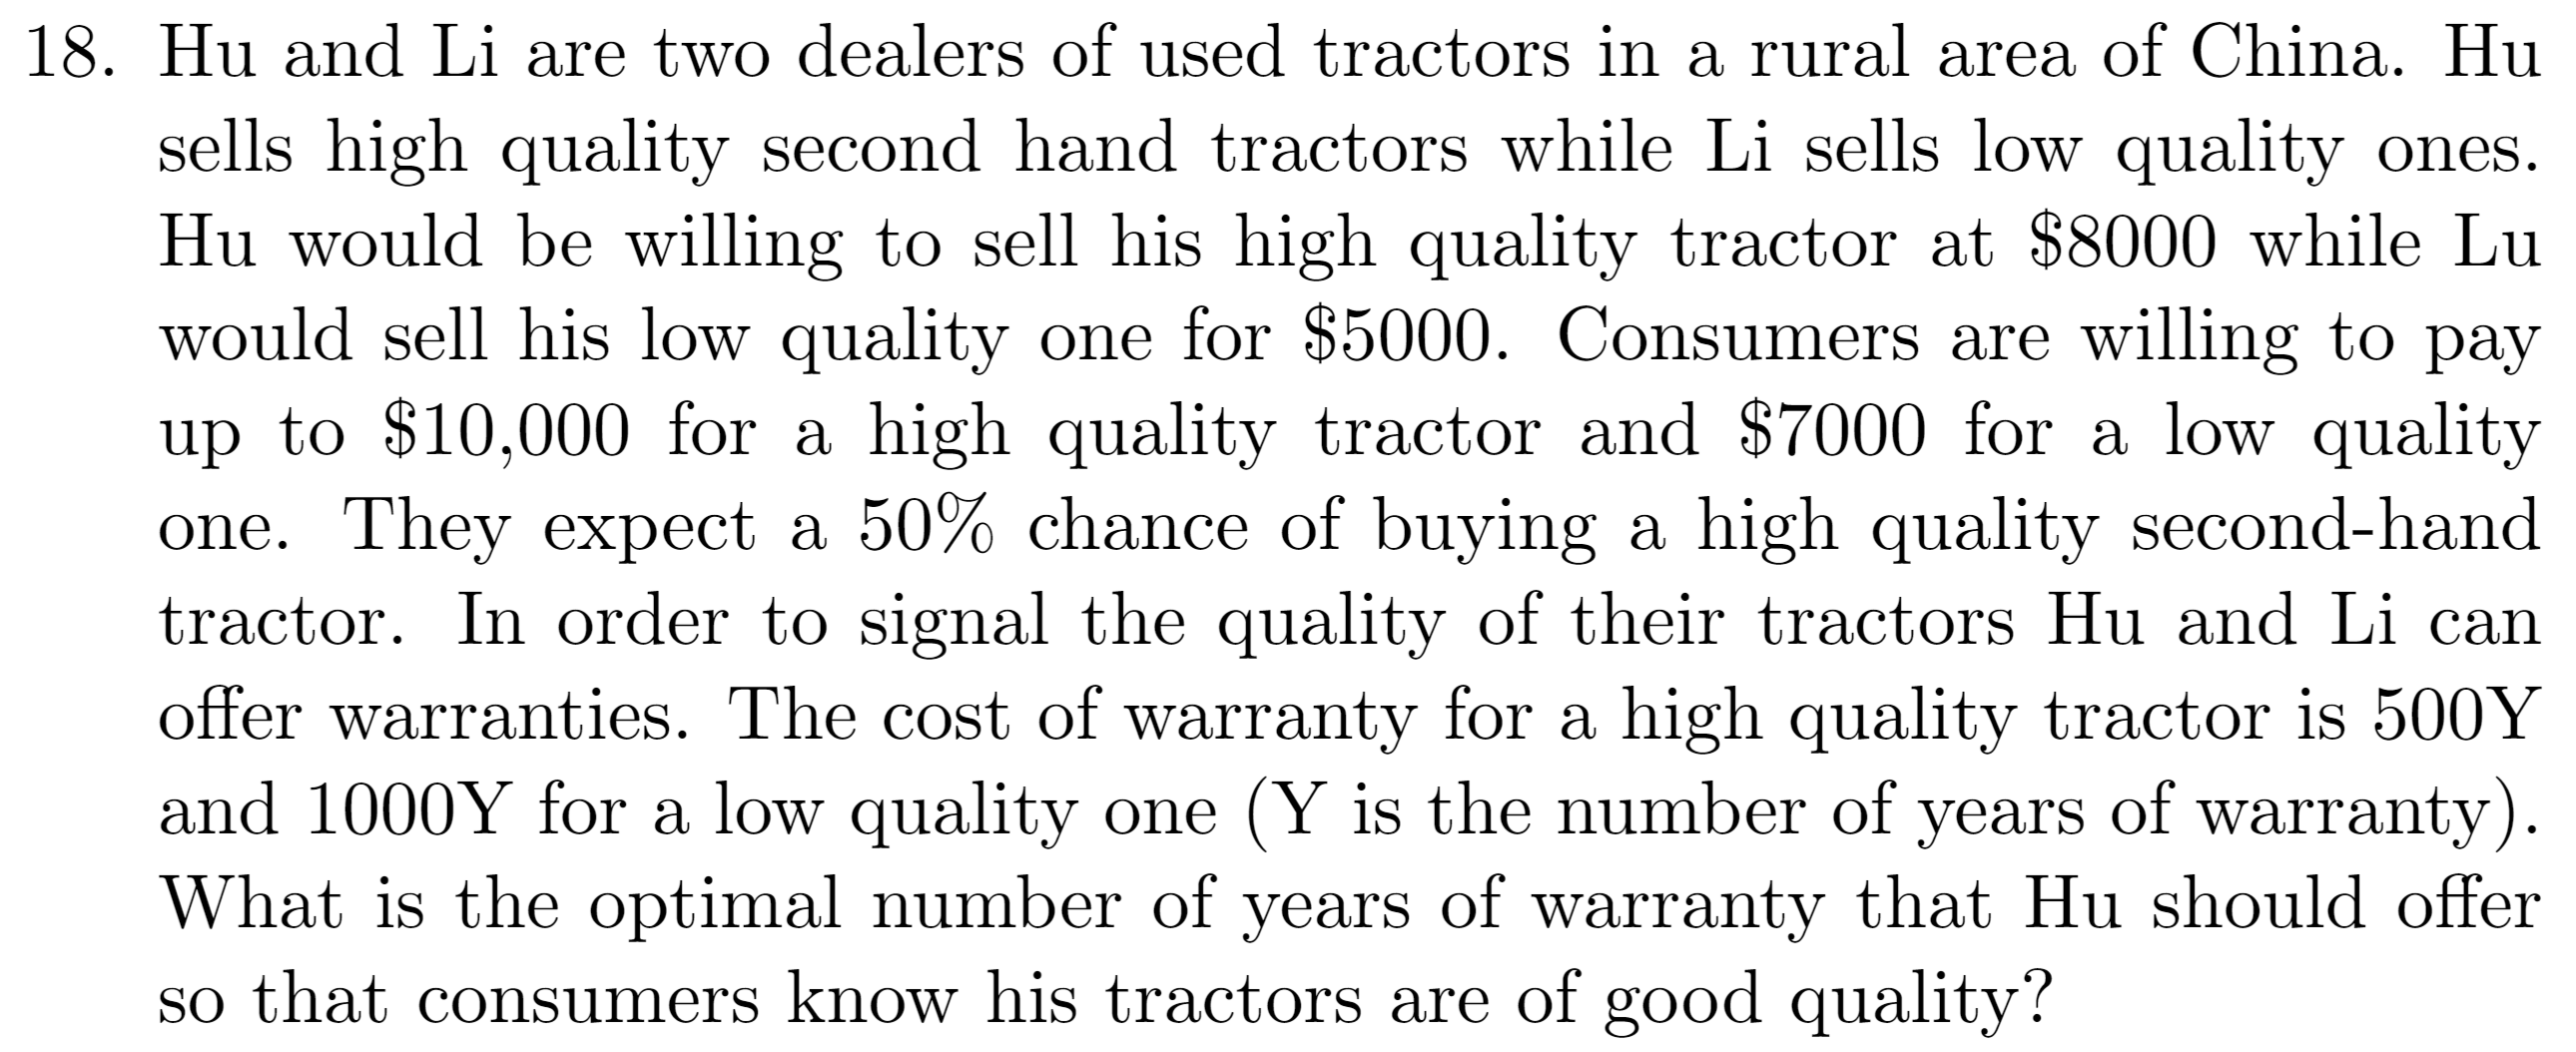 18. Hu and Li are two dealers of used tractors in a rural area of China. Hu
sells high quality second hand tractors while Li sells low quality ones.
Hu would be willing to sell his high quality tractor at $8000 while Lu
would sell his low quality one for $5000. Consumers are willing to pay
up to $10,000 for a high quality tractor and $7000 for a low quality
one. They expect a 50% chance of buying a high quality second-hand
tractor. In order to signal the quality of their tractors Hu and Li can
offer warranties. The cost of warranty for a high quality tractor is 500Y
and 1000Y for a low quality one (Y is the number of years of warranty).
What is the optimal number of years of warranty that Hu should offer
so that consumers know his tractors are of good quality?